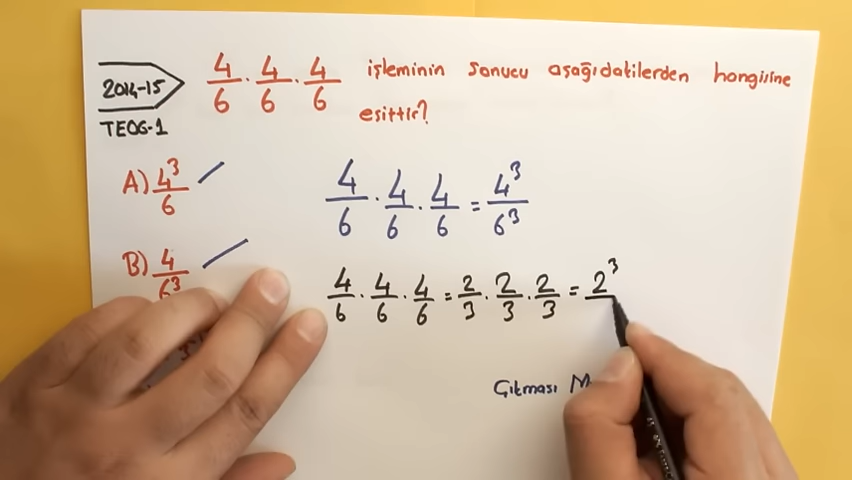 2014-15
TEOG-1
4/6 · 4/6 · 4/6 işleminin sonucu aşağıdakilerden hangisine
eşittir?
A) 4³/6
4/6 · 4/6 · 4/6 = 4³/6³
B) 4/6³
4/6 · 4/6 · 4/6 = 2/3 · 2/3 · 2/3 = 2³
Çıkması